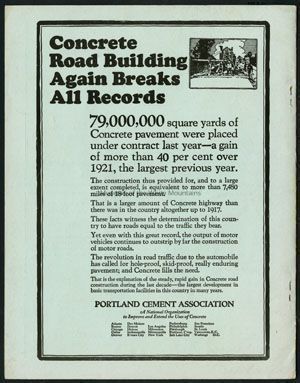 Concrete
Road Building
Again Breaks
All Records
79,000,000 square yards of
Concrete pavement were placed
under contract last year—a gain
of more than 40 per cent over
1921, the largest previous year.
The construction thus provided for, and to a large
extent completed, is equivalent to more than 7,480
miles of 18-foot pavement.
Mountains
That is a larger amount of Concrete highway than
there was in the country altogether up to 1917.
These facts witness the determination of this coun-
try to have roads equal to the traffic they bear.
Yet even with this great record, the output of motor
vehicles continues to outstrip by far the construction
of motor roads.
The revolution in road traffic due to the automobile
has called for hole-proof, skid-proof, really enduring
pavement; and Concrete fills the need.
That is the explanation of the steady, rapid gain in Concrete road
construction during the last decade—the largest development in
basic transportation facilities in this country in many years.
PORTLAND CEMENT ASSOCIATION
A National Organization
to Improve and Extend the Uses of Concrete